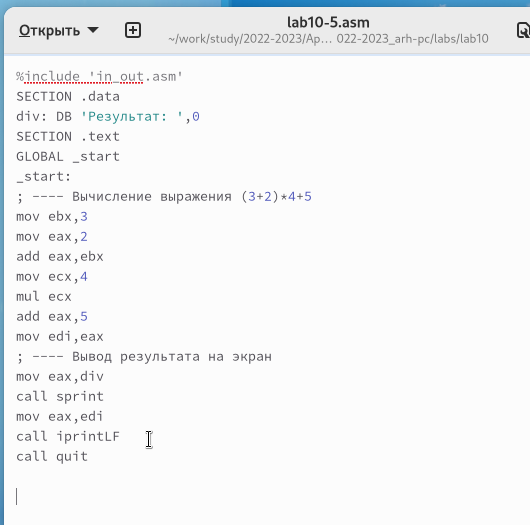 Открыть
lab10-5.asm
~/work/study/2022-2023/Ap... 022-2023_arh-pc/labs/lab10
%include 'in_out.asm'
SECTION .data
div: DB 'Результат: ',0
SECTION .text
GLOBAL _start
_start:
; ---- Вычисление выражения (3+2)*4+5
mov ebx,3
mov eax,2
add eax,ebx
mov ecx,4
mul ecx
add eax,5
mov edi,eax
; ---- Вывод результата на экран
mov eax,div
call sprint
mov eax,edi
call iprintLF
call quit